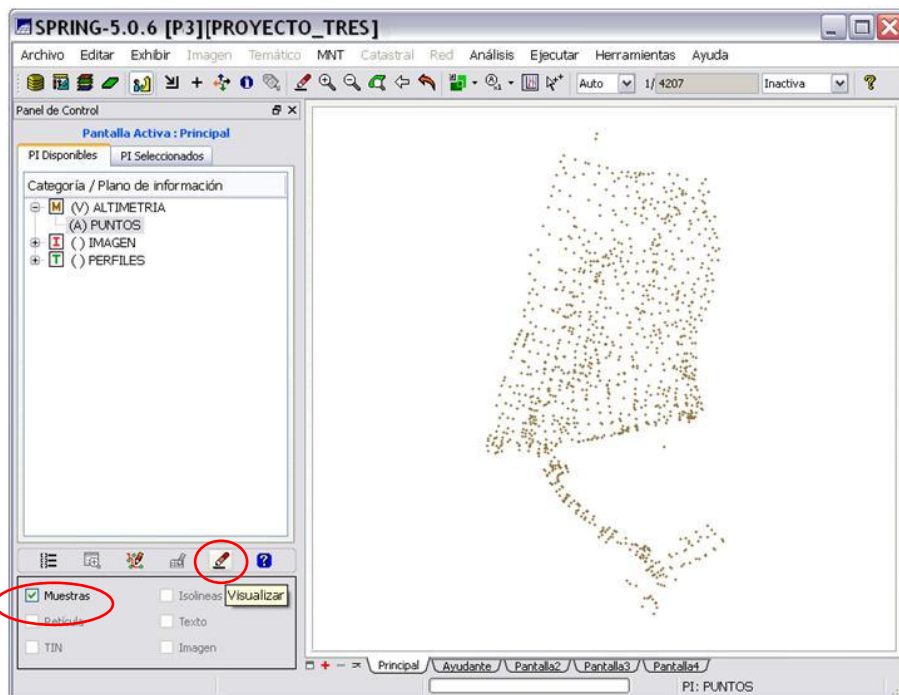 SPRING-5.0.6 [P3][PROYECTO_TRES]
Archivo Editar Exhibir Imagen Temático MNT Catastral Red Análisis Ejecutar Herramientas Ayuda
Auto 1/ 4207 Inactiva
Panel de Control
Pantalla Activa : Principal
PI Disponibles PI Seleccionados
Categoría / Plano de información
M (V) ALTIMETRIA
(A) PUNTOS
I ( ) IMAGEN
T ( ) PERFILES
Muestras Isolineas Visualizar
Retícula Texto
TIN Imagen
Principal Ayudante Pantalla2 Pantalla3 Pantalla4
PI: PUNTOS